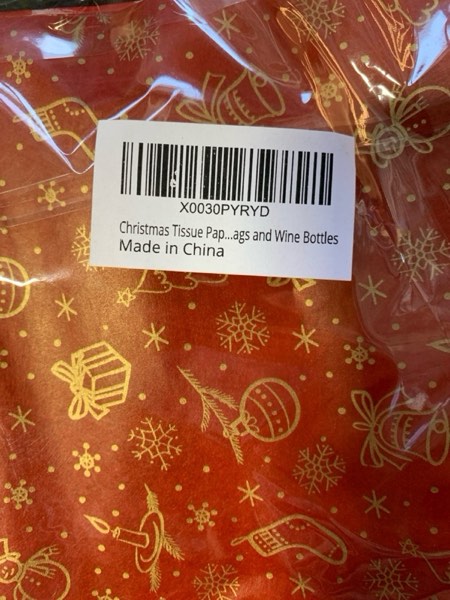 X0030PYRYD
Christmas Tissue Pap...ags and Wine Bottles
Made in China